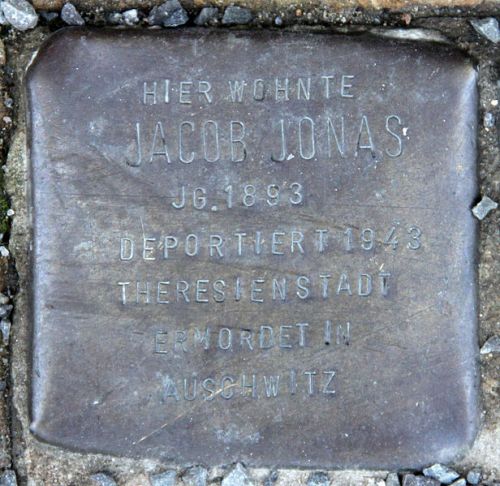 HIER WOHNTE
JACOB JONAS
JG. 1893
DEPORTIERT 1943
THERESIENSTADT
ERMORDET IN
AUSCHWITZ